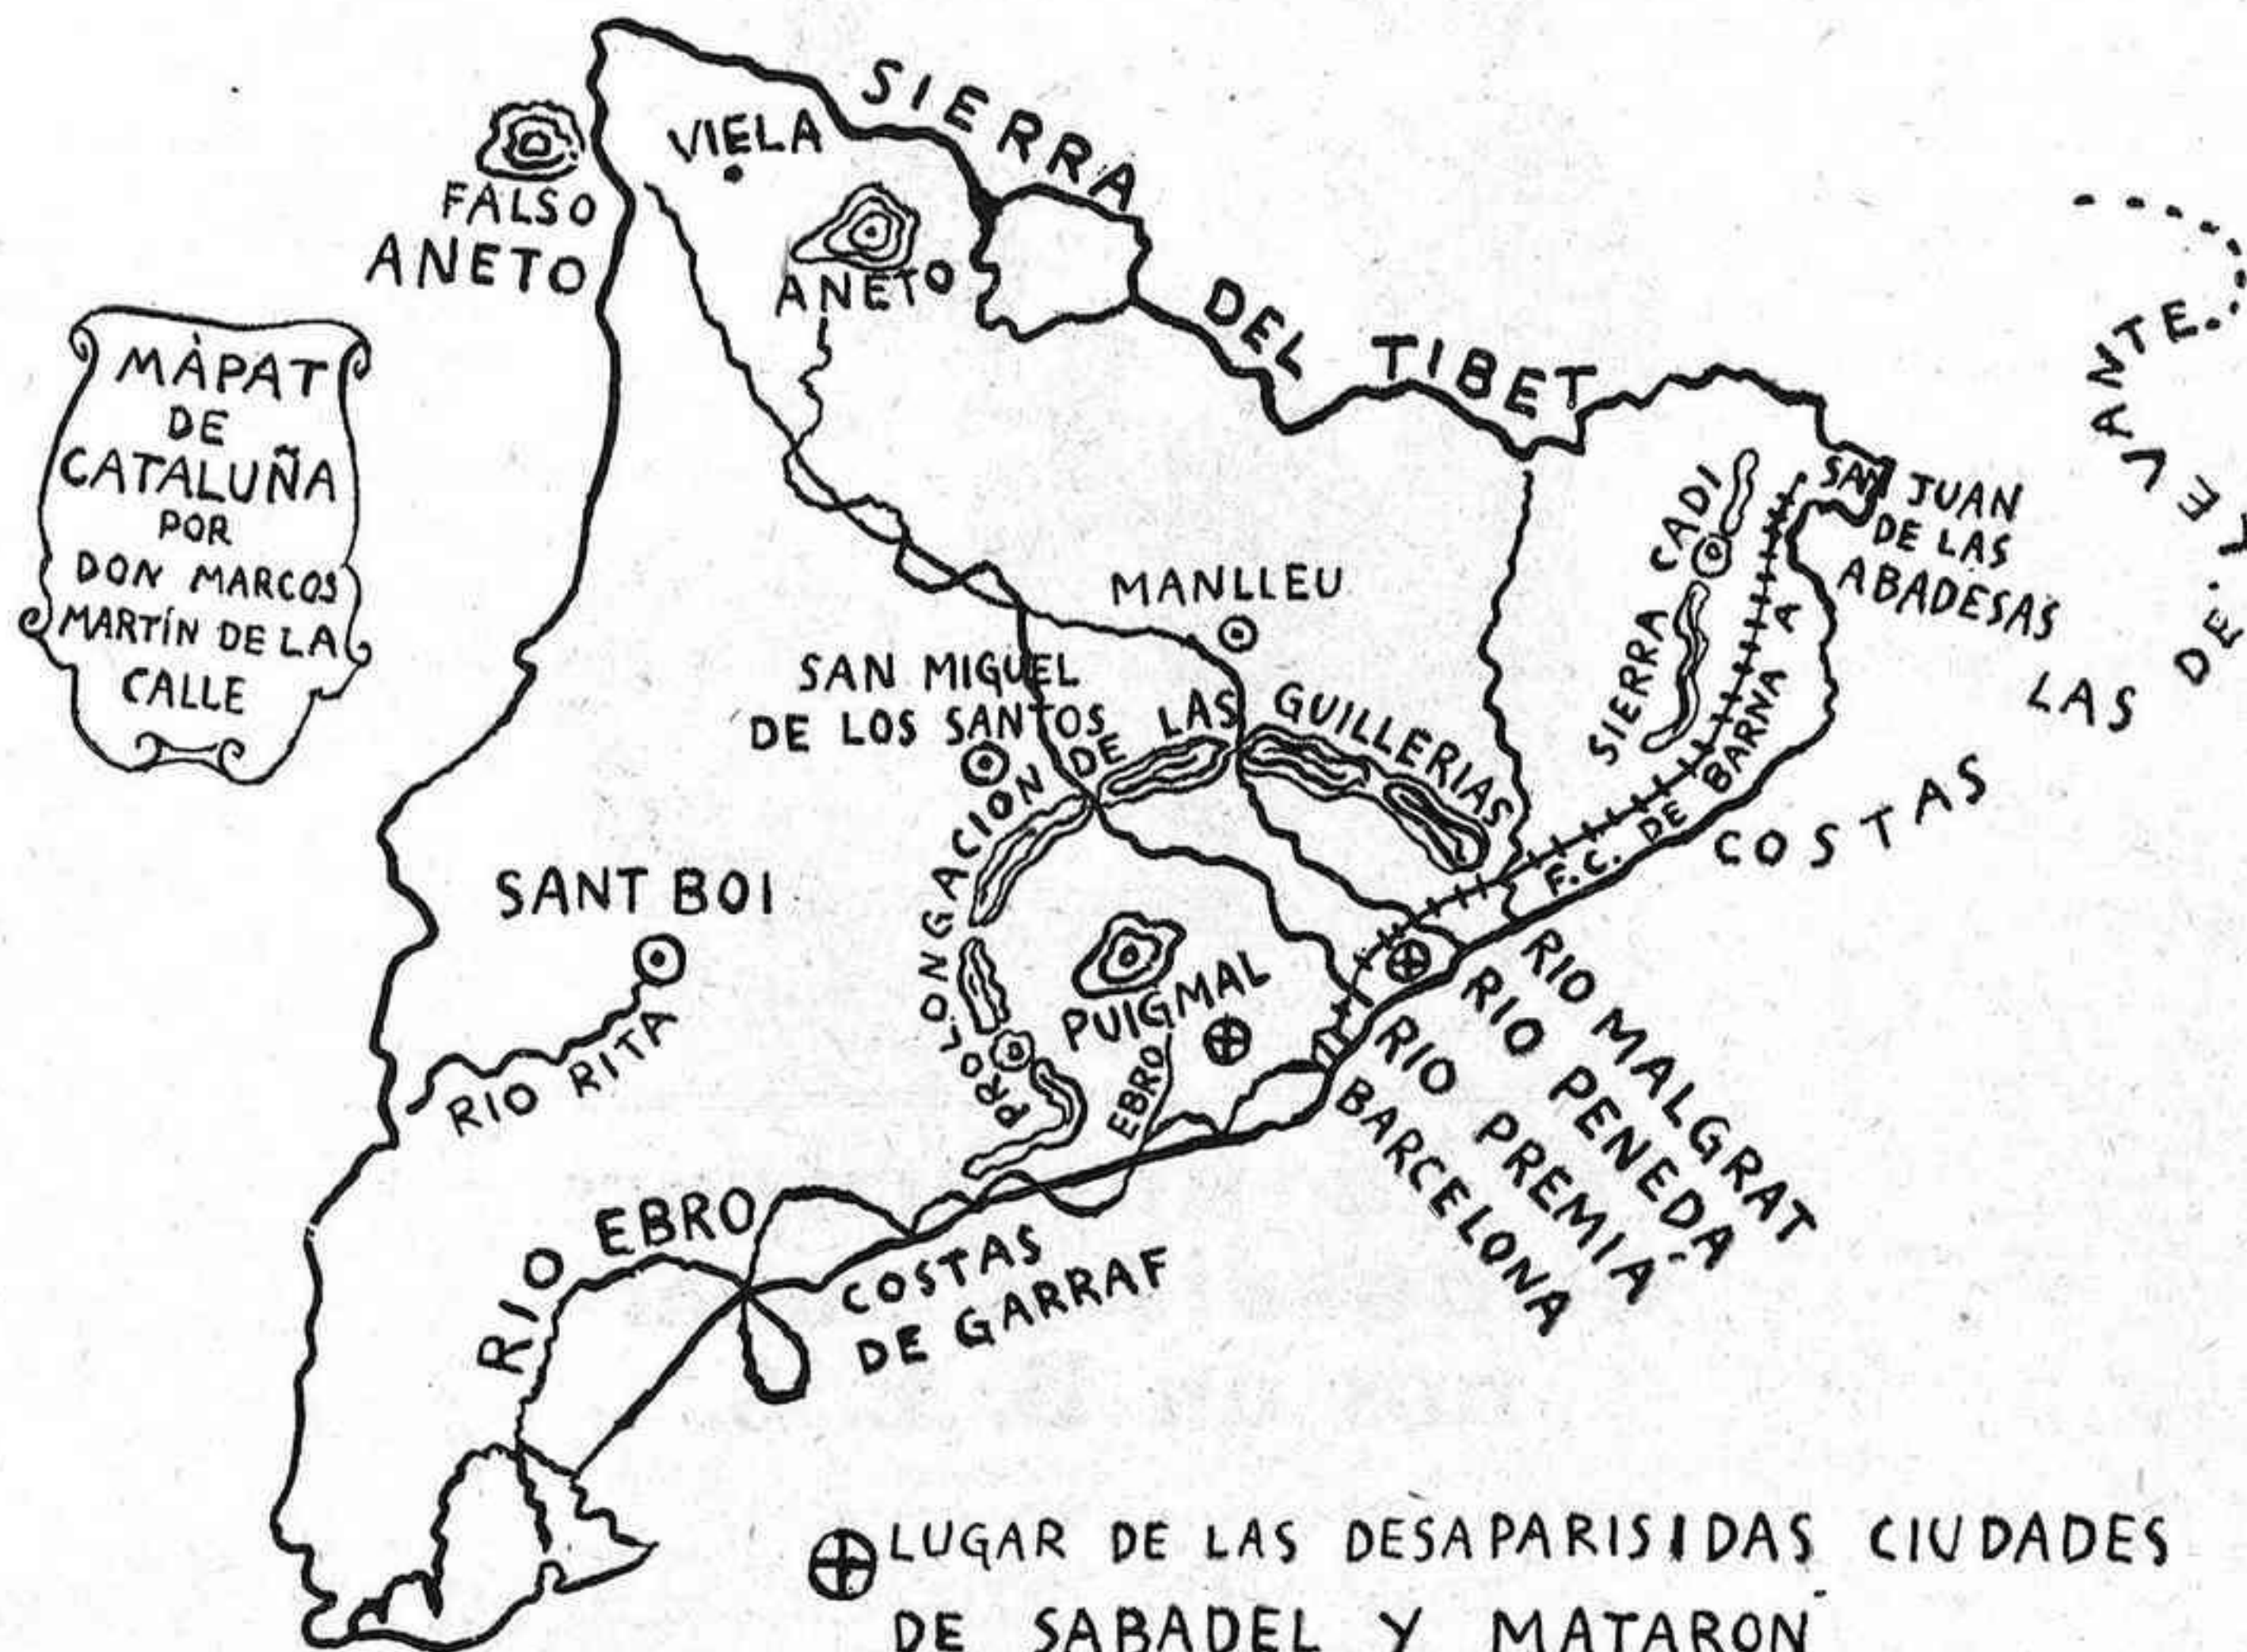 MÀPAT
DE
CATALUÑA
POR
DON MARCOS
MARTÍN DE LA
CALLE
FALSO
ANETO
VIELA
ANETO
SIERRA DEL TIBET
SAN JUAN
DE LAS
ABADESAS
SIERRA CADI
MANLLEU
SAN MIGUEL
DE LOS SANTOS
PROLONGACION DE LAS GUILLERIAS
F.C. DE BARNA A
COSTAS LAS DE
LEVANTE
SANT BOI
RIO RITA
PUIGMAL
EBRO
RIO MALGRAT
RIO PENEDÁ
RIO PREMIÁ
BARCELONA
RIO EBRO
COSTAS
DE GARRAF
LUGAR DE LAS DESAPARISIDAS CIUDADES
DE SABADEL Y MATARON